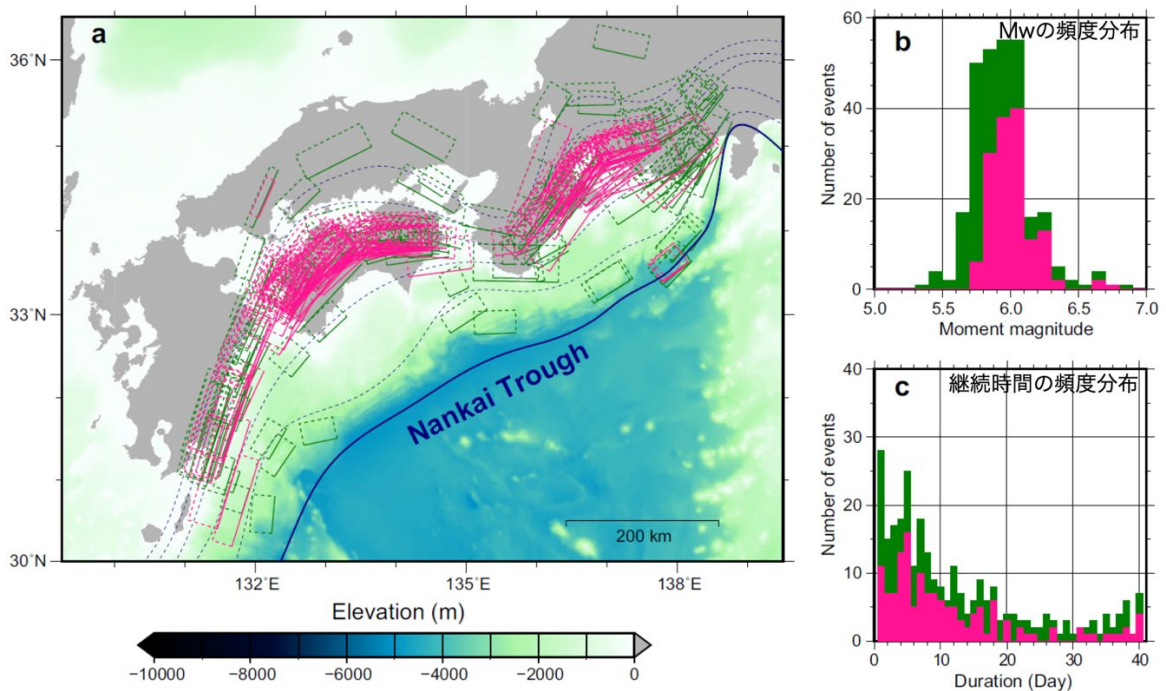 a
36°N
33°N
30°N
132°E
135°E
138°E
Nankai Trough
200 km
Elevation (m)
−10000
−8000
−6000
−4000
−2000
0
b
Mwの頻度分布
Number of events
60
40
20
0
5.0
5.5
6.0
6.5
7.0
Moment magnitude
c
継続時間の頻度分布
Number of events
40
30
20
10
0
0
10
20
30
40
Duration (Day)